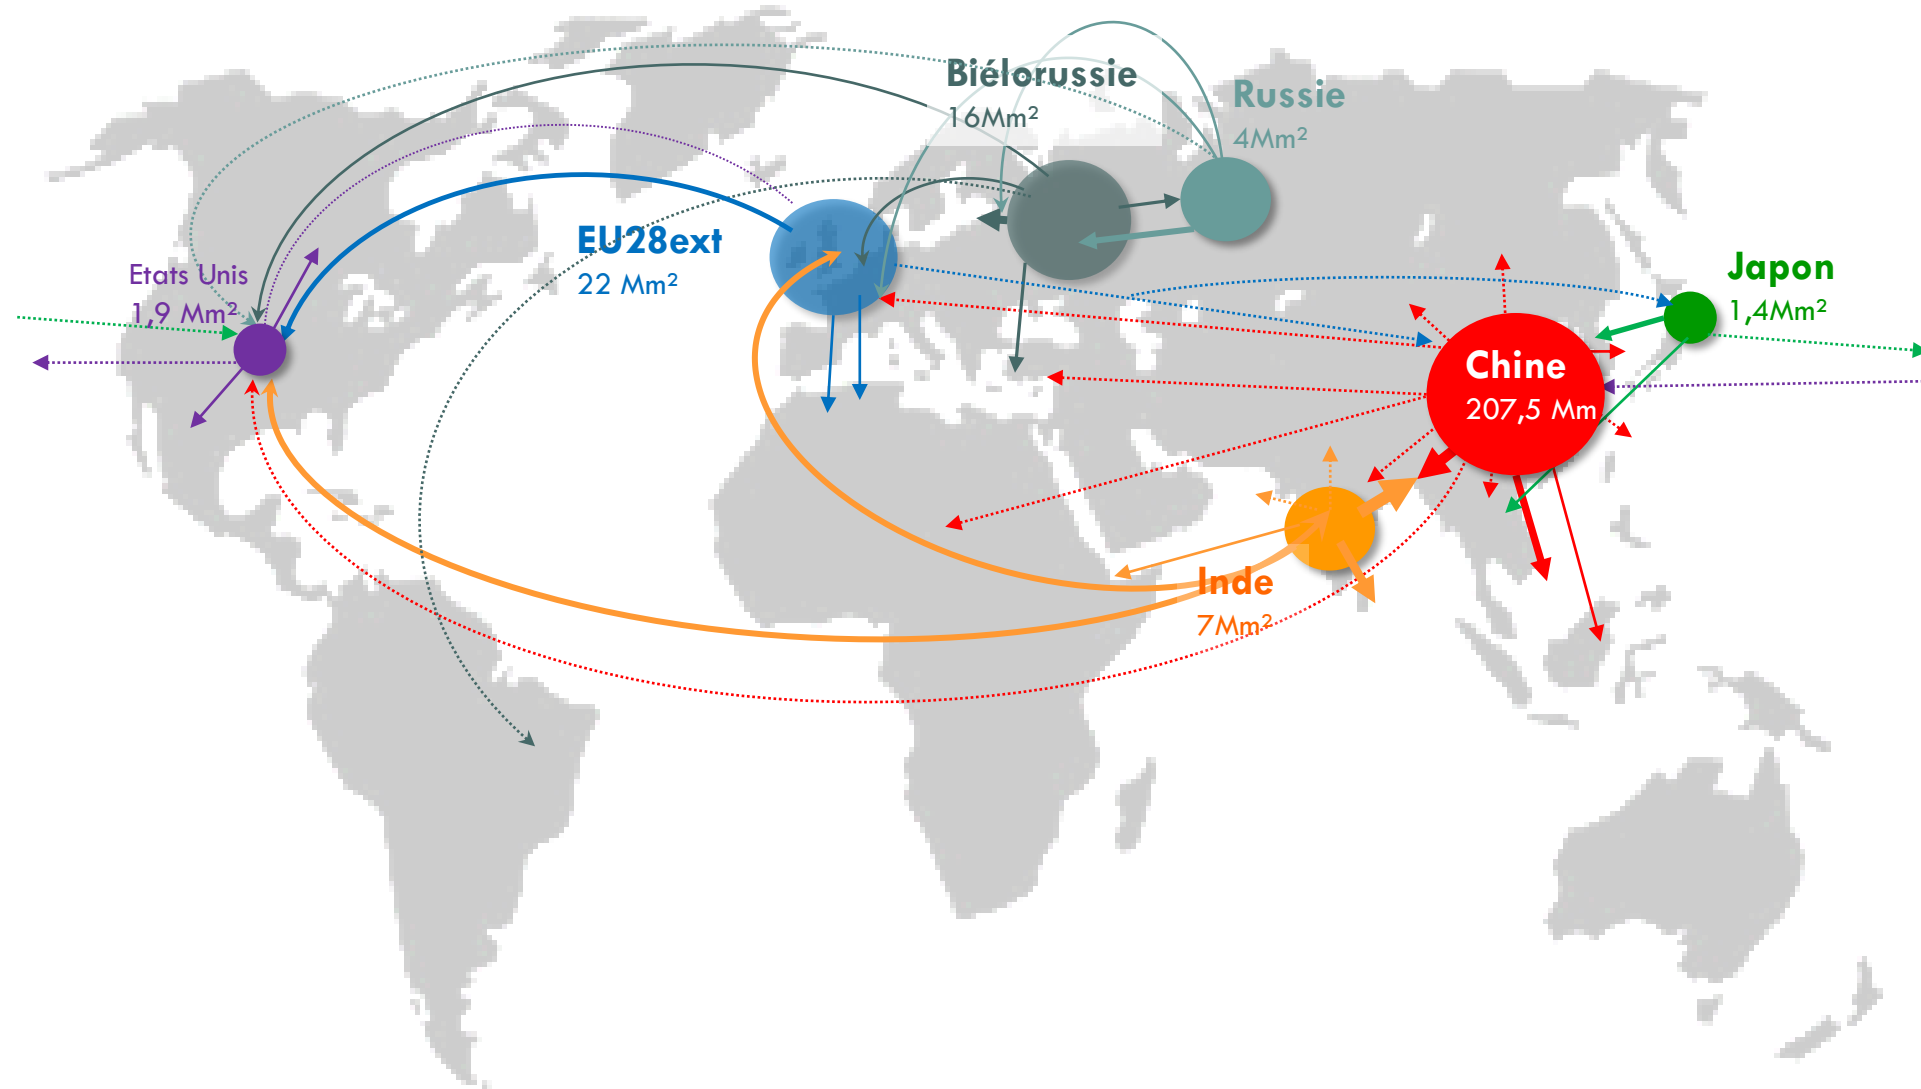 Biélorussie
16Mm²
Russie
4Mm²
EU28ext
22 Mm²
Etats Unis
1,9 Mm²
Japon
1,4Mm²
Chine
207,5 Mm
Inde
7Mm²